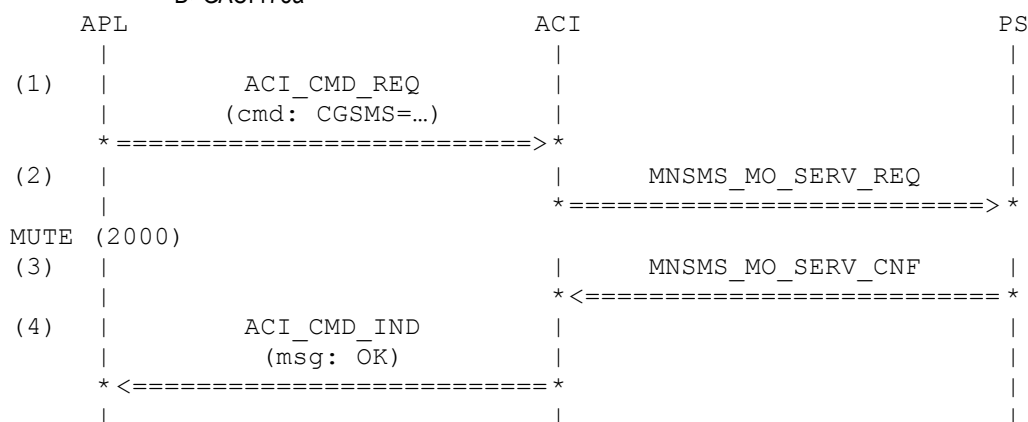 APL ACI PS
| | |
(1) | ACI_CMD_REQ | |
| (cmd: CGSMS=…) | |
* ==========================>* |
(2) | | MNSMS_MO_SERV_REQ |
| *==========================> *
MUTE (2000)
(3) | | MNSMS_MO_SERV_CNF |
| *<========================== *
(4) | ACI_CMD_IND | |
| (msg: OK) | |
* <==========================* |
| | |